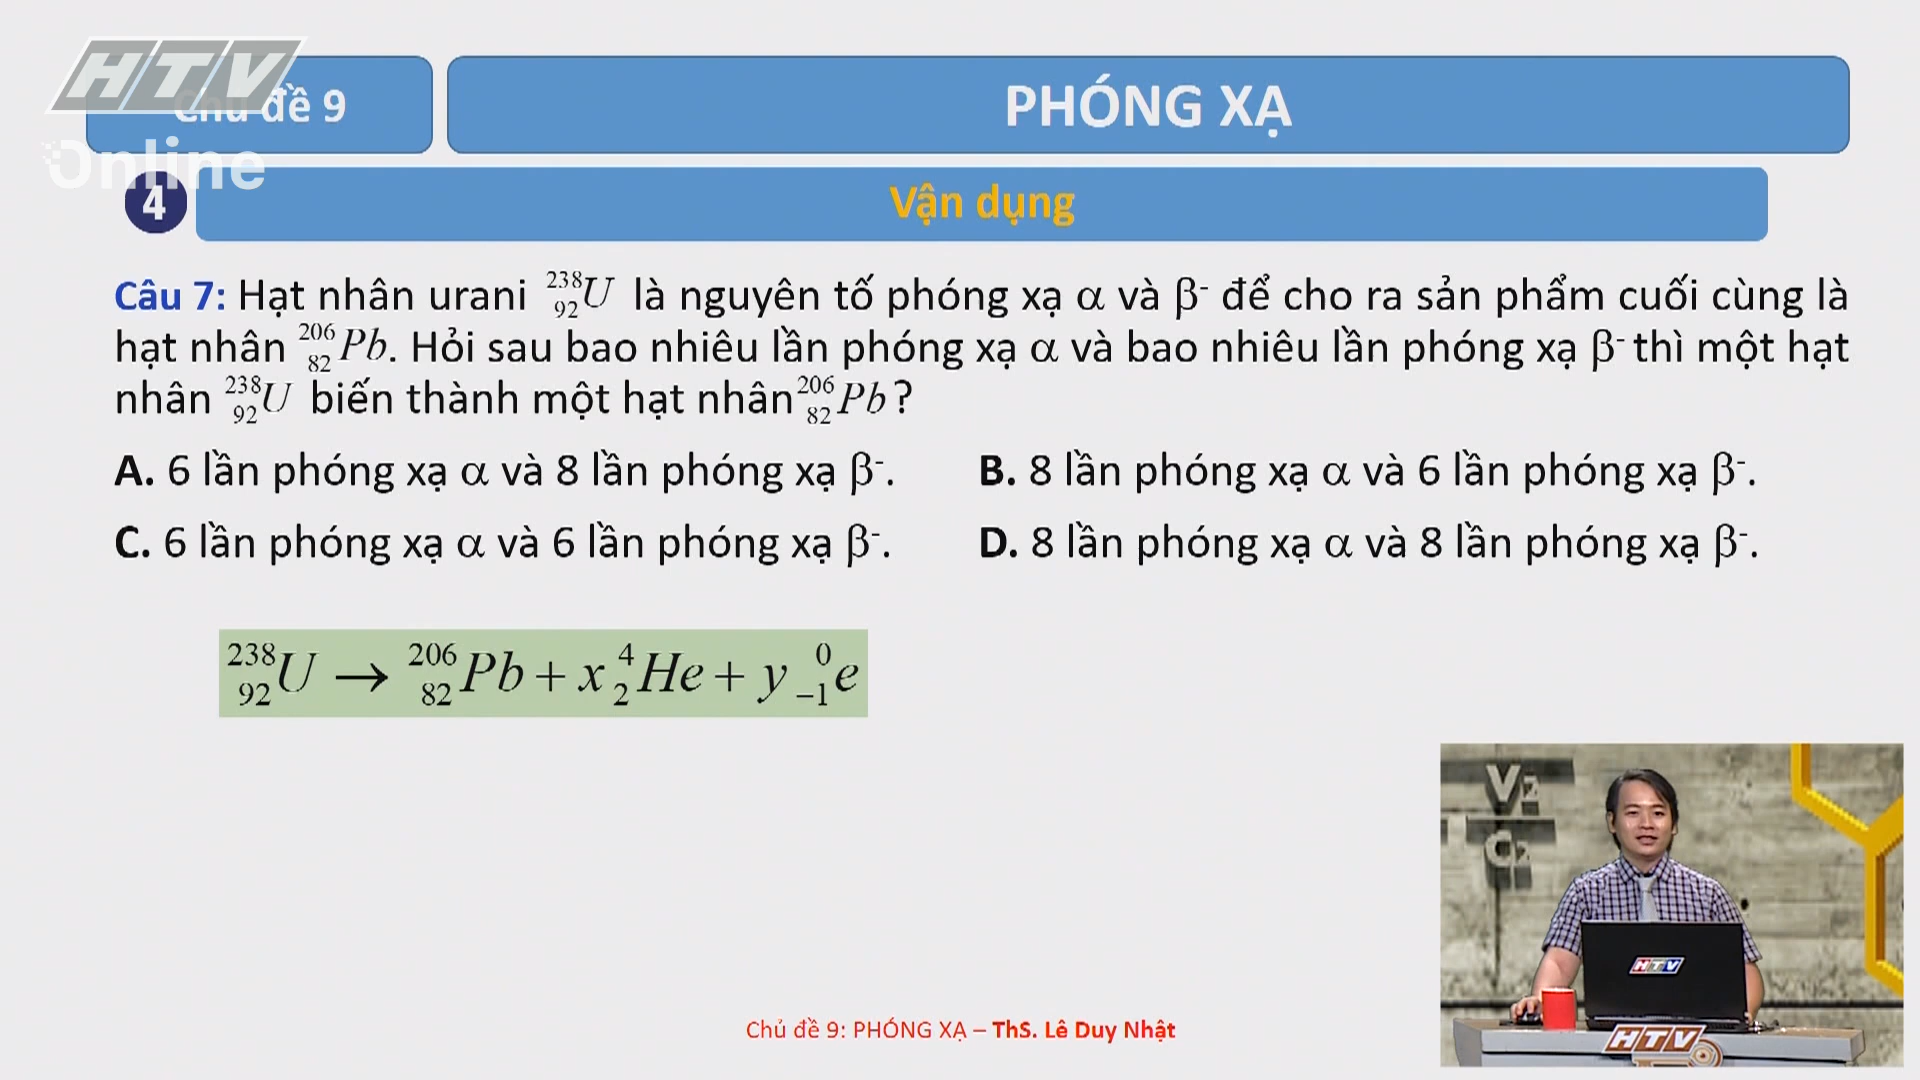 HTV
Online
Chủ đề 9
PHÓNG XẠ
4
Vận dụng
Câu 7: Hạt nhân urani ²³⁸₉₂U là nguyên tố phóng xạ α và β⁻ để cho ra sản phẩm cuối cùng là
hạt nhân ²⁰⁶₈₂Pb. Hỏi sau bao nhiêu lần phóng xạ α và bao nhiêu lần phóng xạ β⁻ thì một hạt
nhân ²³⁸₉₂U biến thành một hạt nhân ²⁰⁶₈₂Pb?
A. 6 lần phóng xạ α và 8 lần phóng xạ β⁻.
B. 8 lần phóng xạ α và 6 lần phóng xạ β⁻.
C. 6 lần phóng xạ α và 6 lần phóng xạ β⁻.
D. 8 lần phóng xạ α và 8 lần phóng xạ β⁻.
²³⁸₉₂U → ²⁰⁶₈₂Pb + x ⁴₂He + y ⁰₋₁e
V₂
C₂
HTV
HTV
Chủ đề 9: PHÓNG XẠ – ThS. Lê Duy Nhật